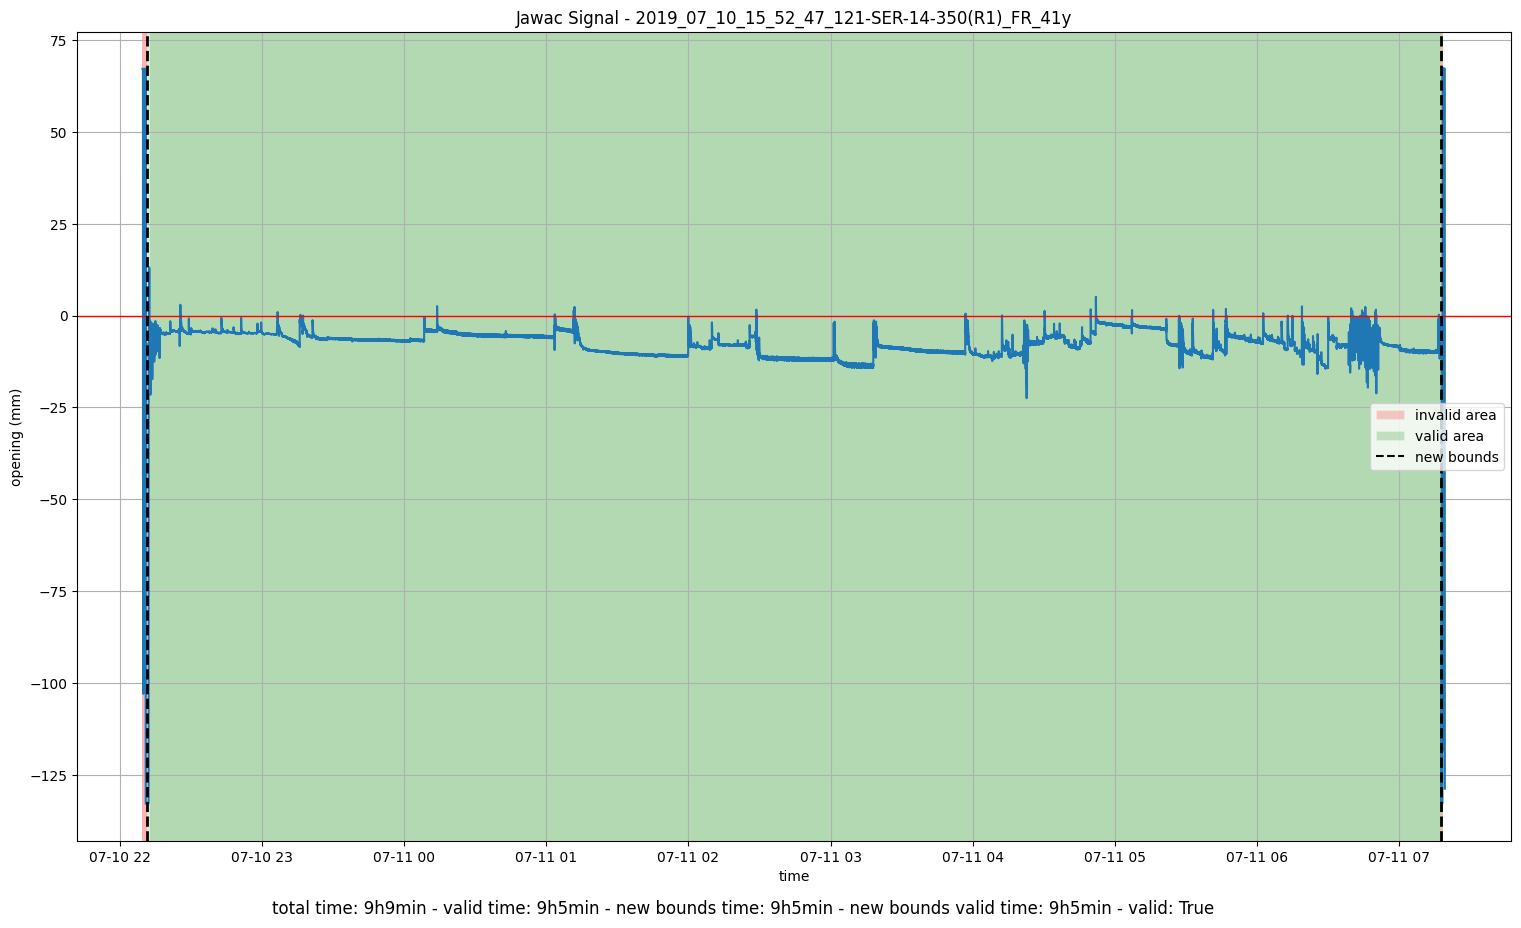 Jawac Signal - 2019_07_10_15_52_47_121-SER-14-350(R1)_FR_41y
75
50
25
0
−25
−50
−75
−100
−125
opening (mm)
invalid area
valid area
new bounds
07-10 22
07-10 23
07-11 00
07-11 01
07-11 02
07-11 03
07-11 04
07-11 05
07-11 06
07-11 07
time
total time: 9h9min - valid time: 9h5min - new bounds time: 9h5min - new bounds valid time: 9h5min - valid: True